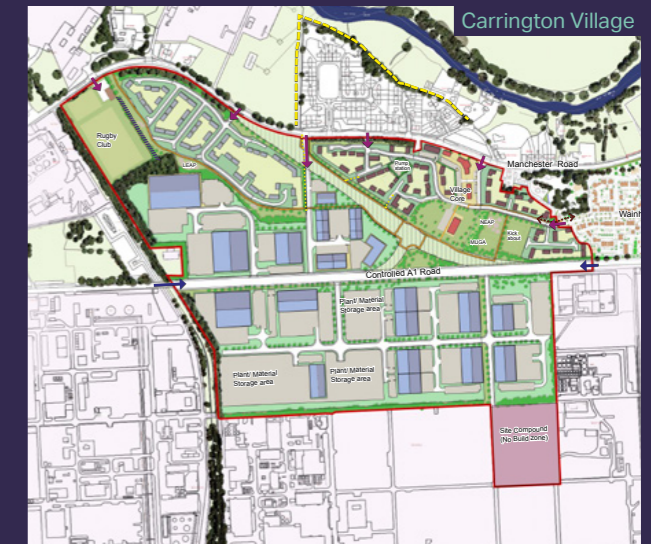 Carrington Village
Rugby
Club
LEAP
Pump
station
Village
Core
Manchester Road
NEAP
MUGA
Kick
about
Controlled A1 Road
Plant/ Material
Storage area
Plant/ Material
Storage area
Plant/ Material
Storage area
Site Compound
(No Build zone)